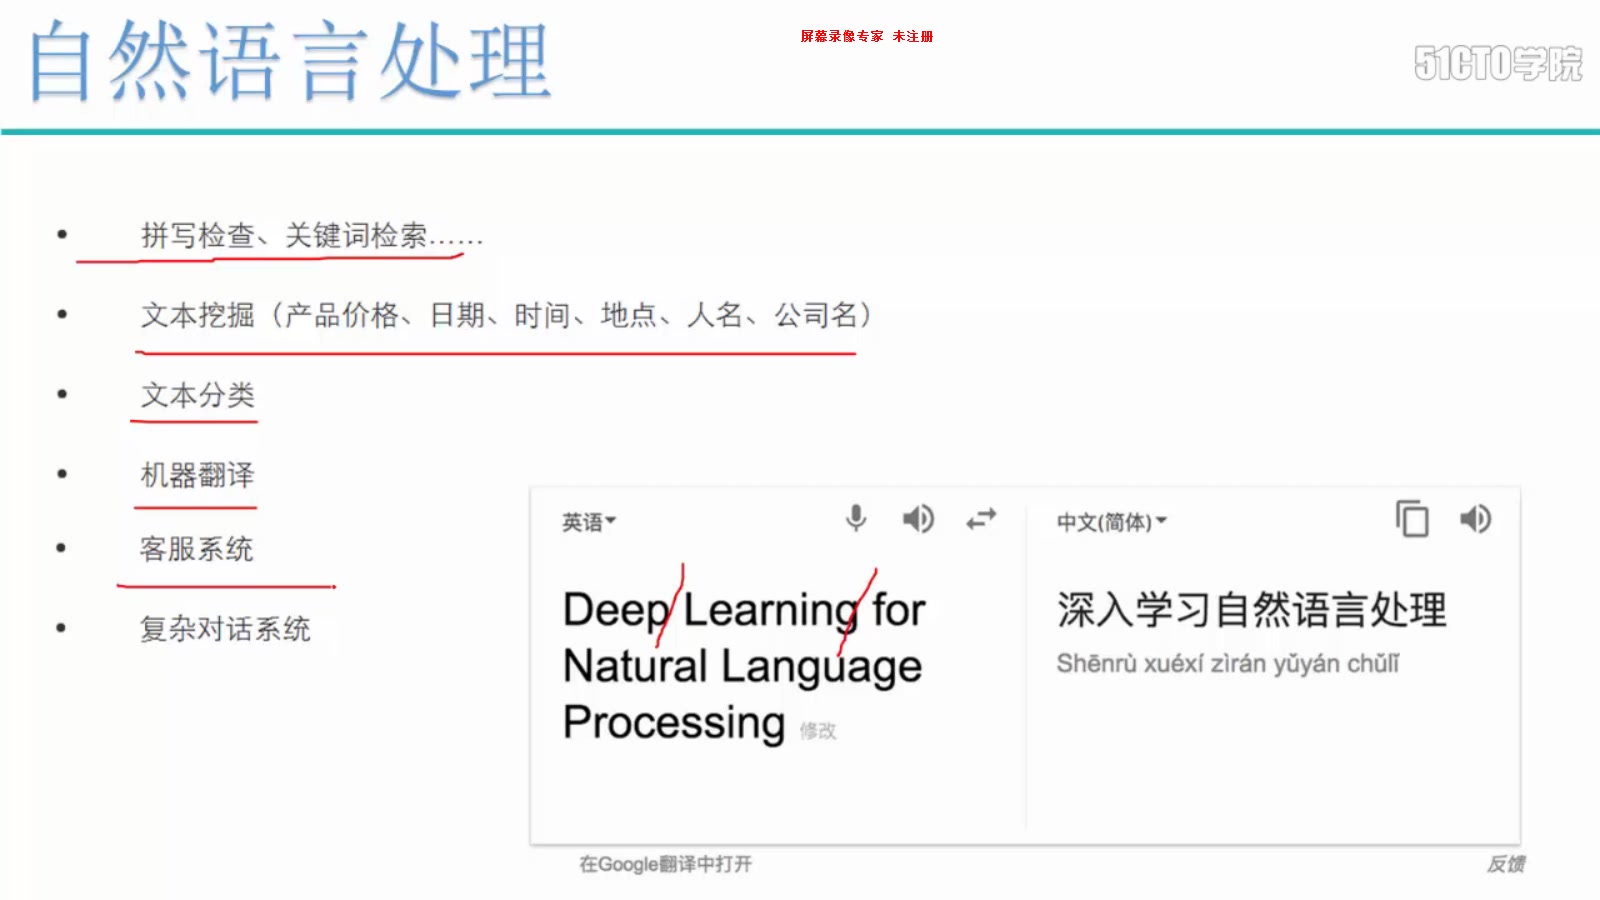 自然语言处理
屏幕录像专家 未注册
51CTO学院
• 拼写检查、关键词检索……
• 文本挖掘（产品价格、日期、时间、地点、人名、公司名）
• 文本分类
• 机器翻译
• 客服系统
• 复杂对话系统
英语
中文(简体)
Deep Learning for
Natural Language
Processing 修改
深入学习自然语言处理
Shēnrù xuéxí zìrán yǔyán chǔlǐ
在Google翻译中打开
反馈